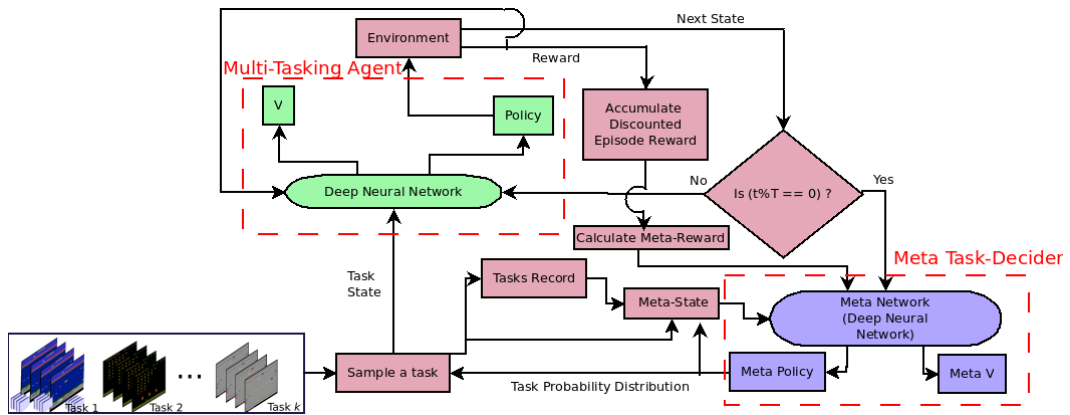 Next State
Environment
Reward
Multi-Tasking Agent
V
Policy
Accumulate
Discounted
Episode Reward
Deep Neural Network
No
Is (t%T == 0) ?
Yes
Calculate Meta-Reward
Meta Task-Decider
Task
State
Tasks Record
Meta-State
Meta Network
(Deep Neural
Network)
Sample a task
Task Probability Distribution
Meta Policy
Meta V
Task 1
Task 2
...
Task k